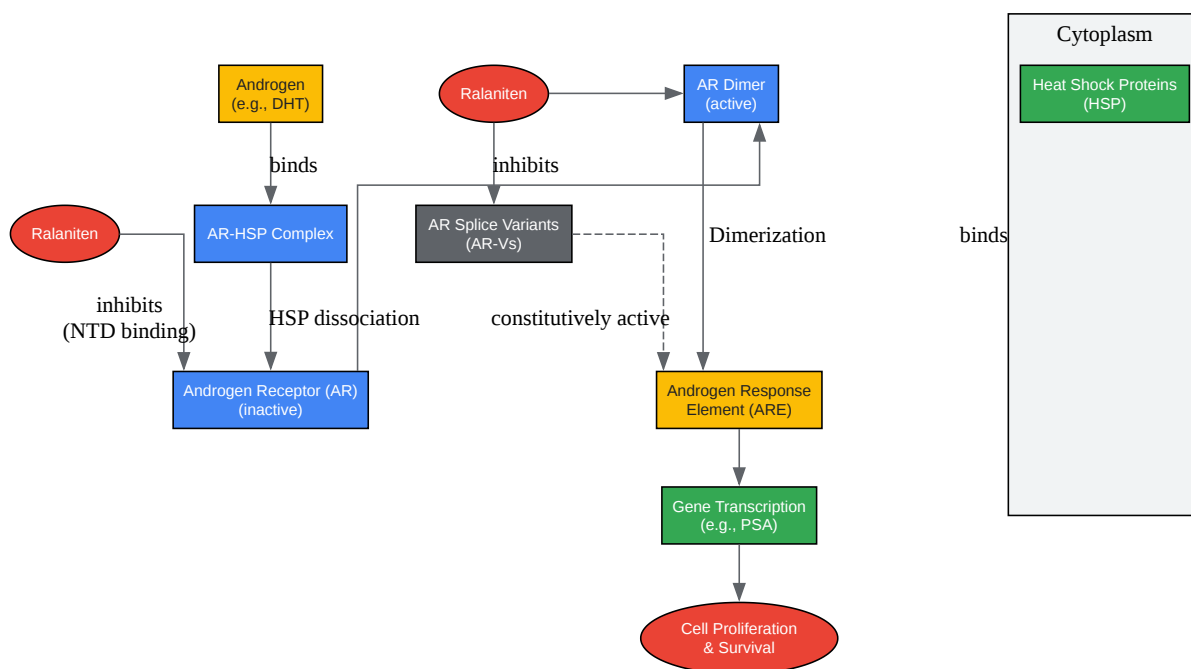 Cytoplasm
Androgen
(e.g., DHT)
Ralaniten
AR Dimer
(active)
Heat Shock Proteins
(HSP)
binds
inhibits
Ralaniten
AR-HSP Complex
AR Splice Variants
(AR-Vs)
Dimerization
binds
inhibits
(NTD binding)
HSP dissociation
constitutively active
Androgen Receptor (AR)
(inactive)
Androgen Response
Element (ARE)
Gene Transcription
(e.g., PSA)
Cell Proliferation
& Survival